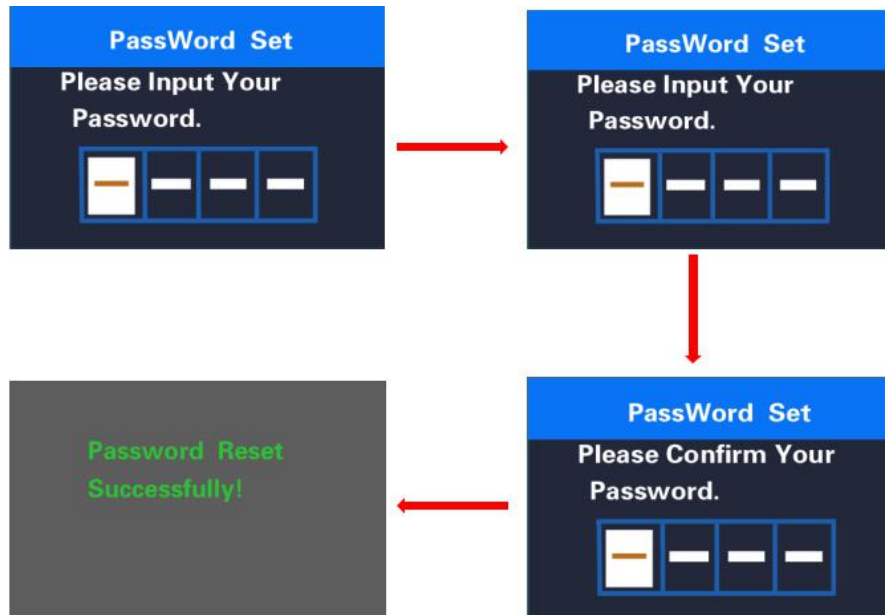 PassWord Set
Please Input Your
Password.
PassWord Set
Please Input Your
Password.
PassWord Set
Please Confirm Your
Password.
Password Reset
Successfully!